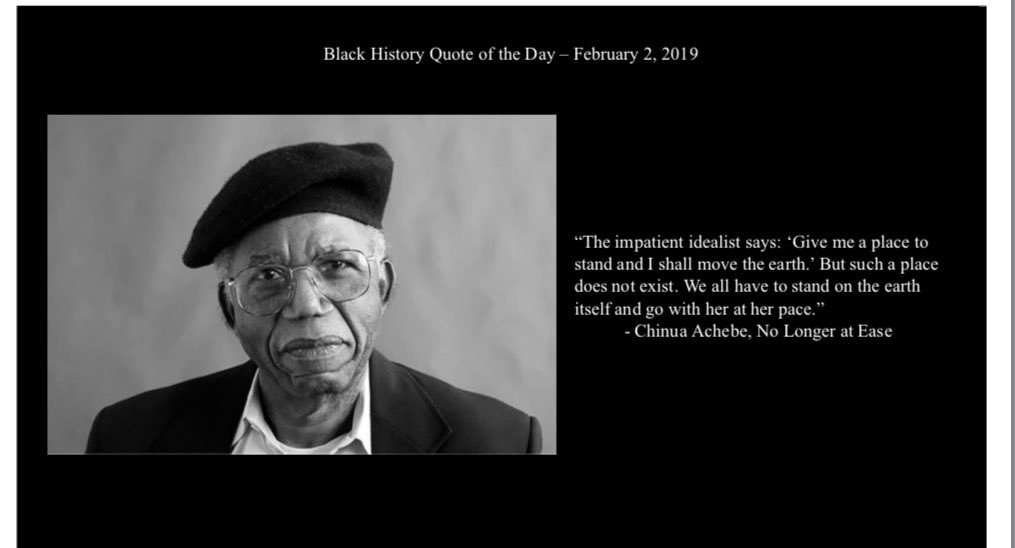 Black History Quote of the Day – February 2, 2019
“The impatient idealist says: ‘Give me a place to
stand and I shall move the earth.’ But such a place
does not exist. We all have to stand on the earth
itself and go with her at her pace.”
- Chinua Achebe, No Longer at Ease